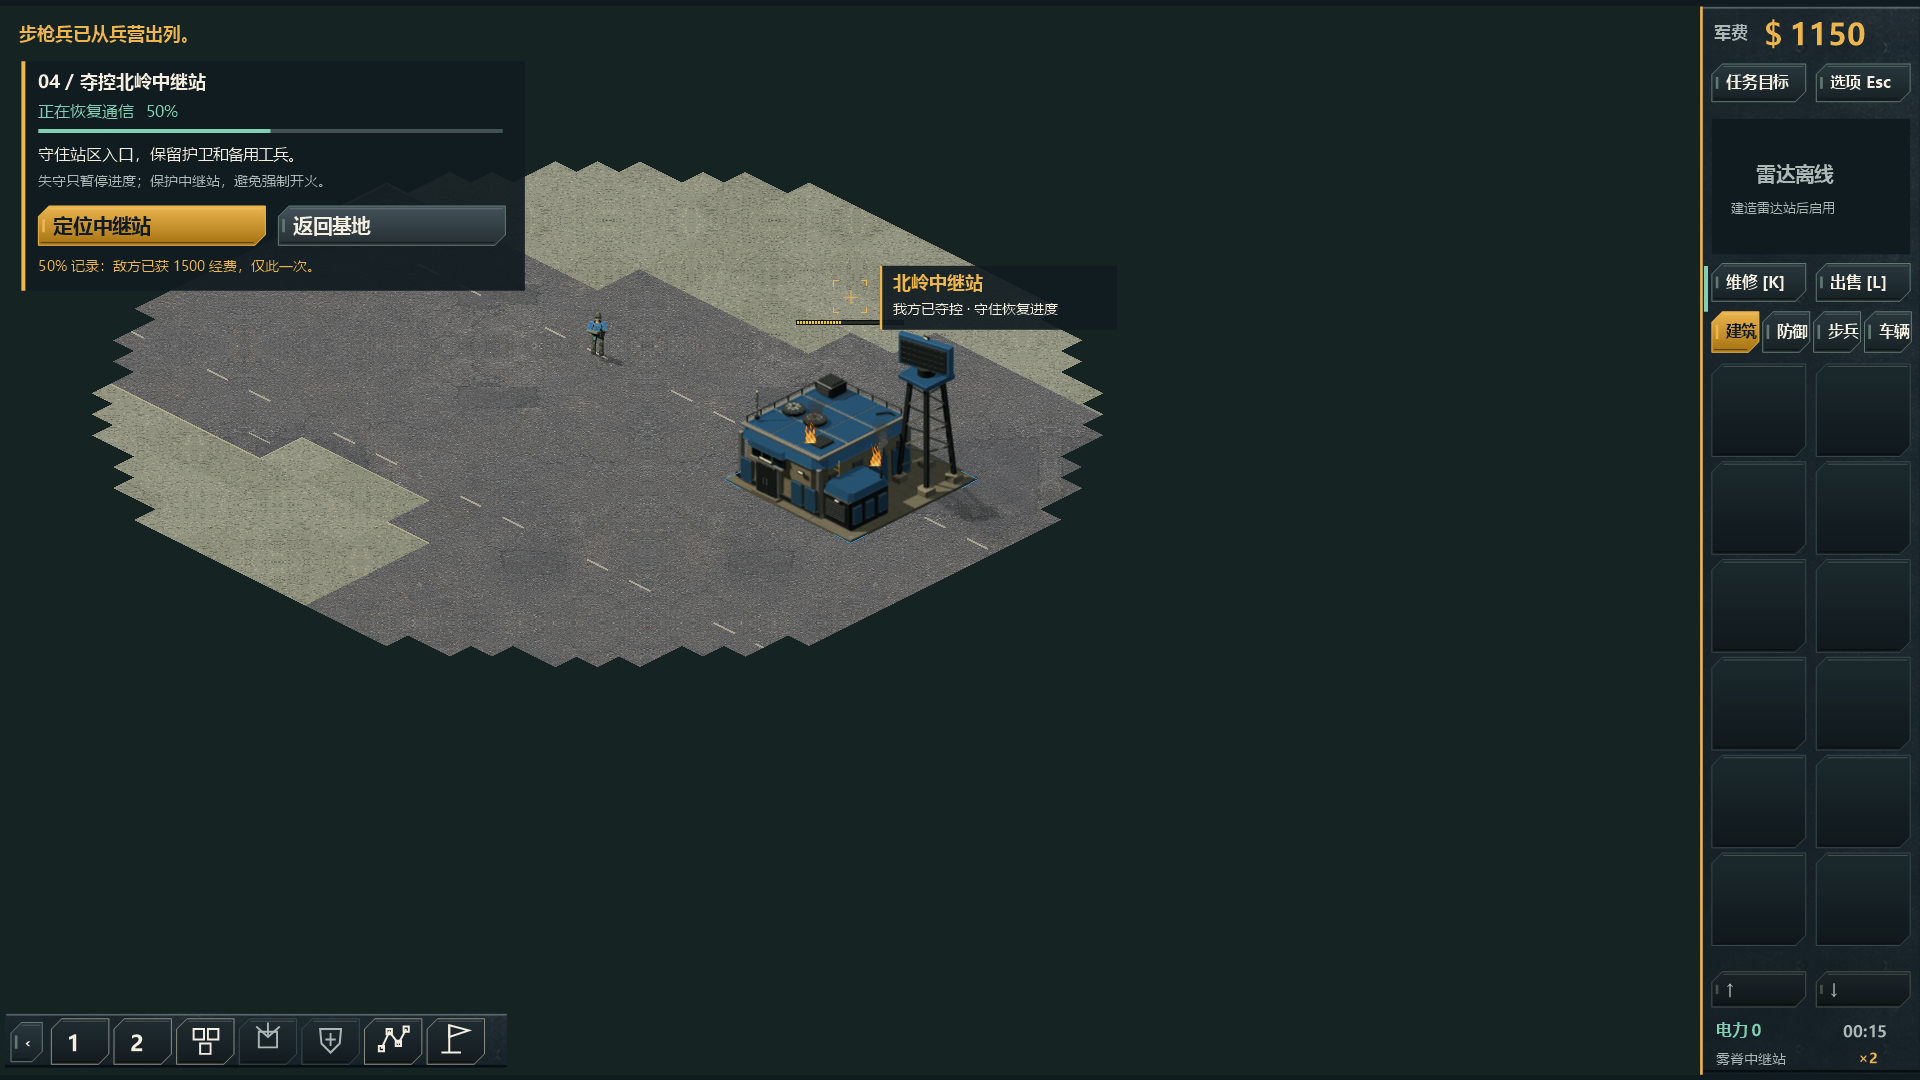 步枪兵已从兵营出列。
04 / 夺控北岭中继站
正在恢复通信 50%
守住站区入口，保留护卫和备用工兵。
失守只暂停进度；保护中继站，避免强制开火。
定位中继站
返回基地
50% 记录：敌方已获 1500 经费，仅此一次。
北岭中继站
我方已夺控 · 守住恢复进度
军费 $ 1150
任务目标
选项 Esc
雷达离线
建造雷达站后启用
维修 [K]
出售 [L]
建筑
防御
步兵
车辆
↑
↓
电力 0
00:15
雾脊中继站
×2
‹
1
2